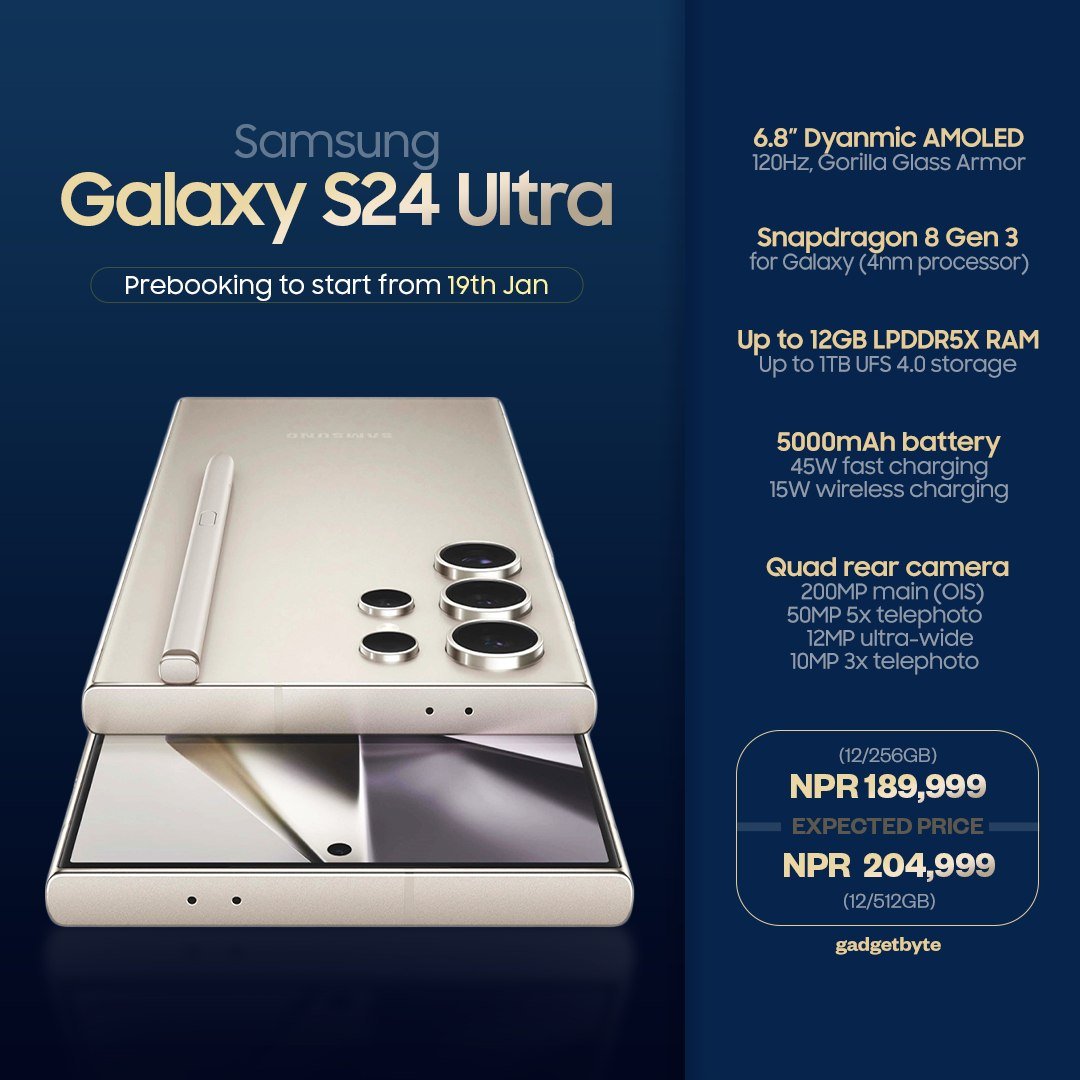 Samsung
Galaxy S24 Ultra
Prebooking to start from 19th Jan
SAMSUNG
6.8” Dyanmic AMOLED
120Hz, Gorilla Glass Armor
Snapdragon 8 Gen 3
for Galaxy (4nm processor)
Up to 12GB LPDDR5X RAM
Up to 1TB UFS 4.0 storage
5000mAh battery
45W fast charging
15W wireless charging
Quad rear camera
200MP main (OIS)
50MP 5x telephoto
12MP ultra-wide
10MP 3x telephoto
(12/256GB)
NPR 189,999
EXPECTED PRICE
NPR 204,999
(12/512GB)
gadgetbyte